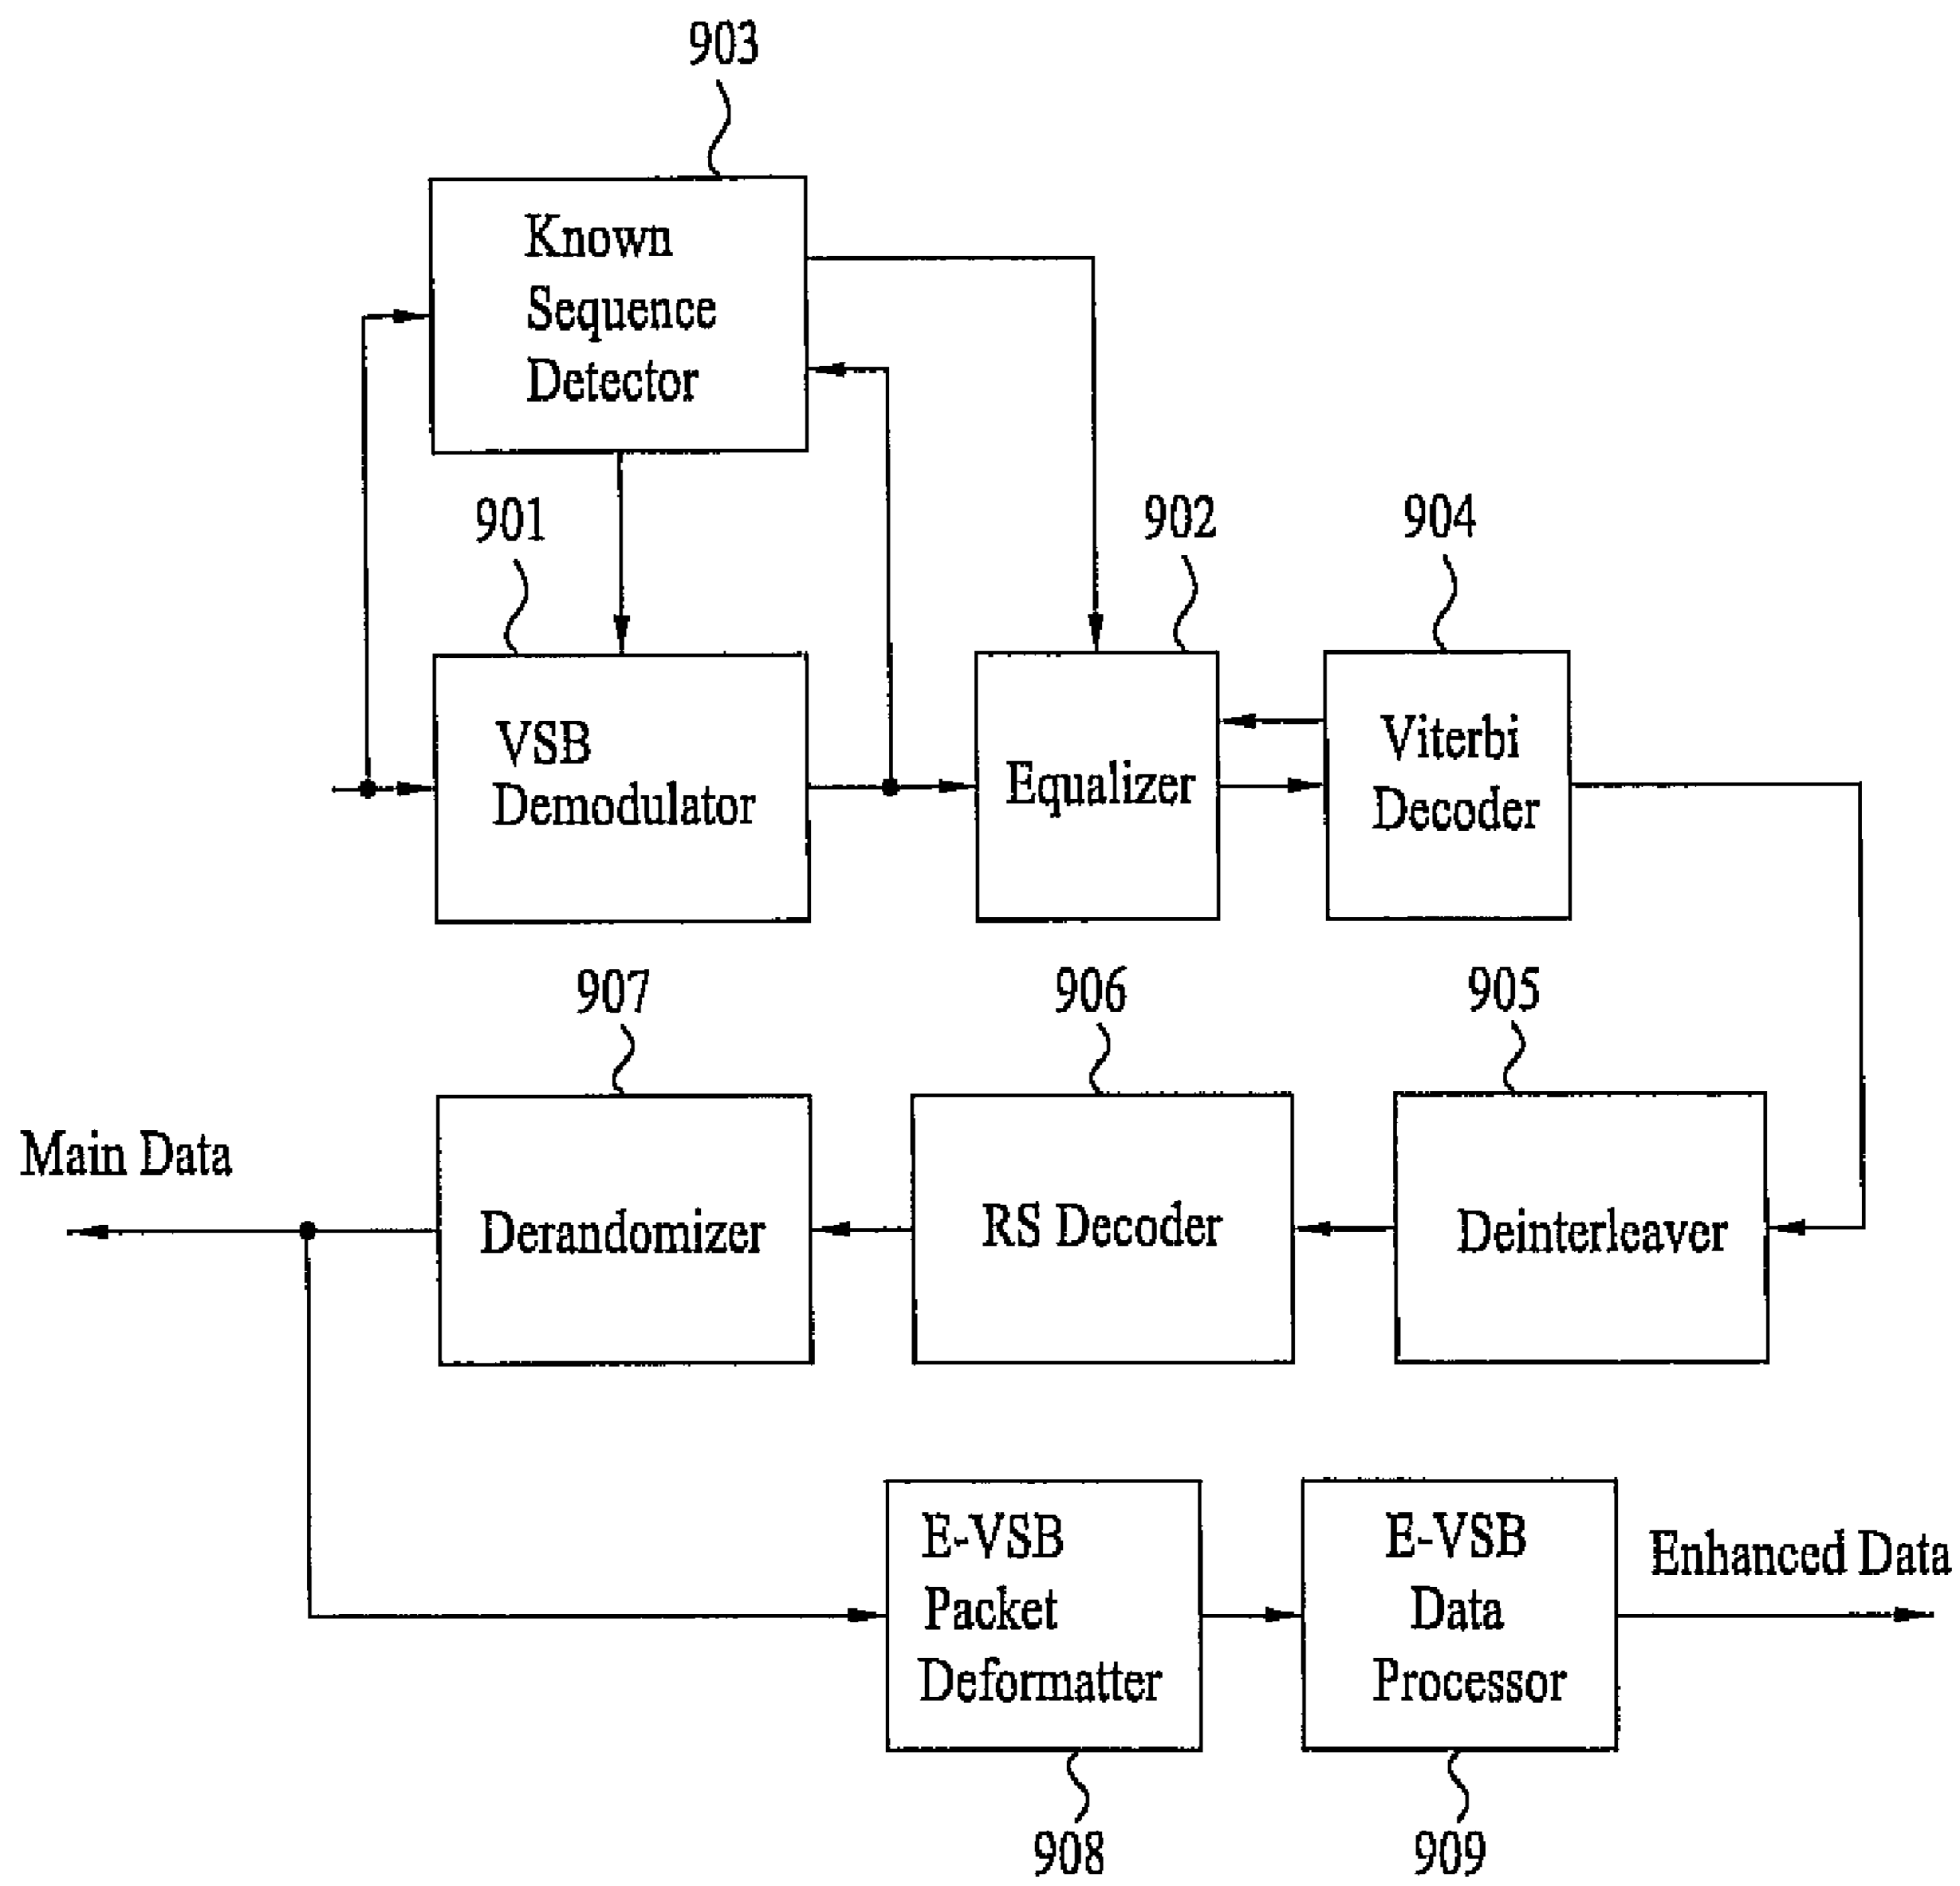 903
Known
Sequence
Detector
901
902
904
VSB
Demodulator
Equalizer
Viterbi
Decoder
907
906
905
Main Data
Derandomizer
RS Decoder
Deinterleaver
E-VSB
Packet
Deformatter
E-VSB
Data
Processor
Enhanced Data
908
909